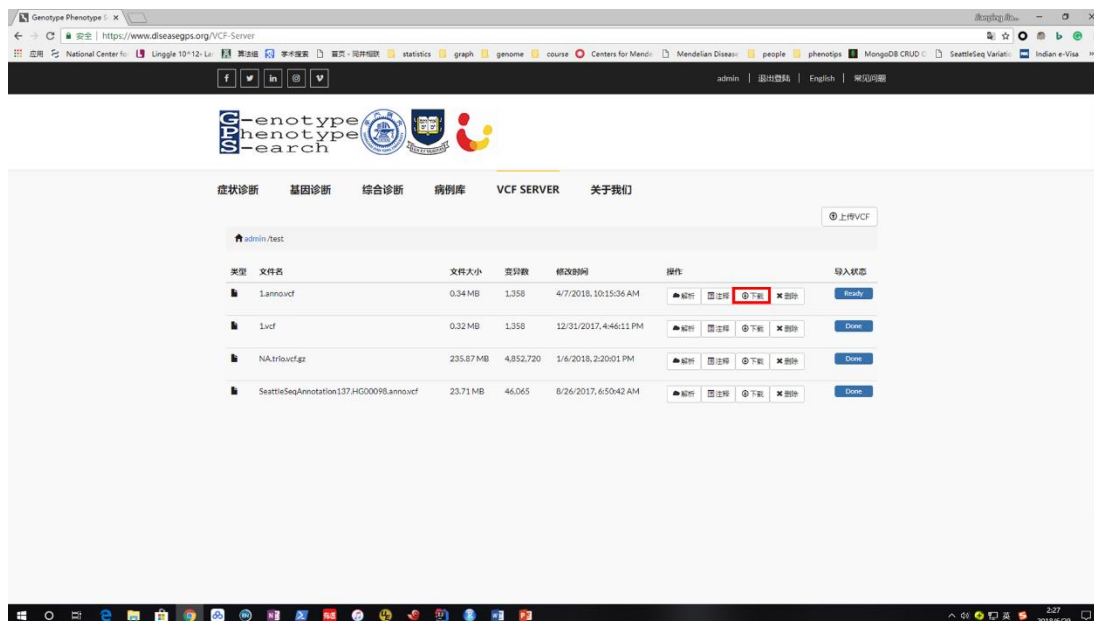 Genotype Phenotype S
安全 | https://www.diseasegps.org/VCF-Server
应用 National Center fo Linggle 10^12- La 算法组 学术搜索 首页 - 同并相联 statistics graph genome course Centers for Mende Mendelian Disease people phenotips MongoDB CRUD O SeattleSeq Variatio Indian e-Visa
admin | 退出登陆 | English | 常见问题
G-enotype
Phenotype
S-earch
症状诊断 基因诊断 综合诊断 病例库 VCF SERVER 关于我们
上传VCF
admin /test
类型 文件名 文件大小 变异数 修改时间 操作 导入状态
1.anno.vcf 0.34 MB 1,358 4/7/2018, 10:15:36 AM 解析 注释 下载 删除 Ready
1.vcf 0.32 MB 1,358 12/31/2017, 4:46:11 PM 解析 注释 下载 删除 Done
NA.trio.vcf.gz 235.87 MB 4,852,720 1/6/2018, 2:20:01 PM 解析 注释 下载 删除 Done
SeattleSeqAnnotation137.HG00098.anno.vcf 23.71 MB 46,065 8/26/2017, 6:50:42 AM 解析 注释 下载 删除 Done
英 2:27